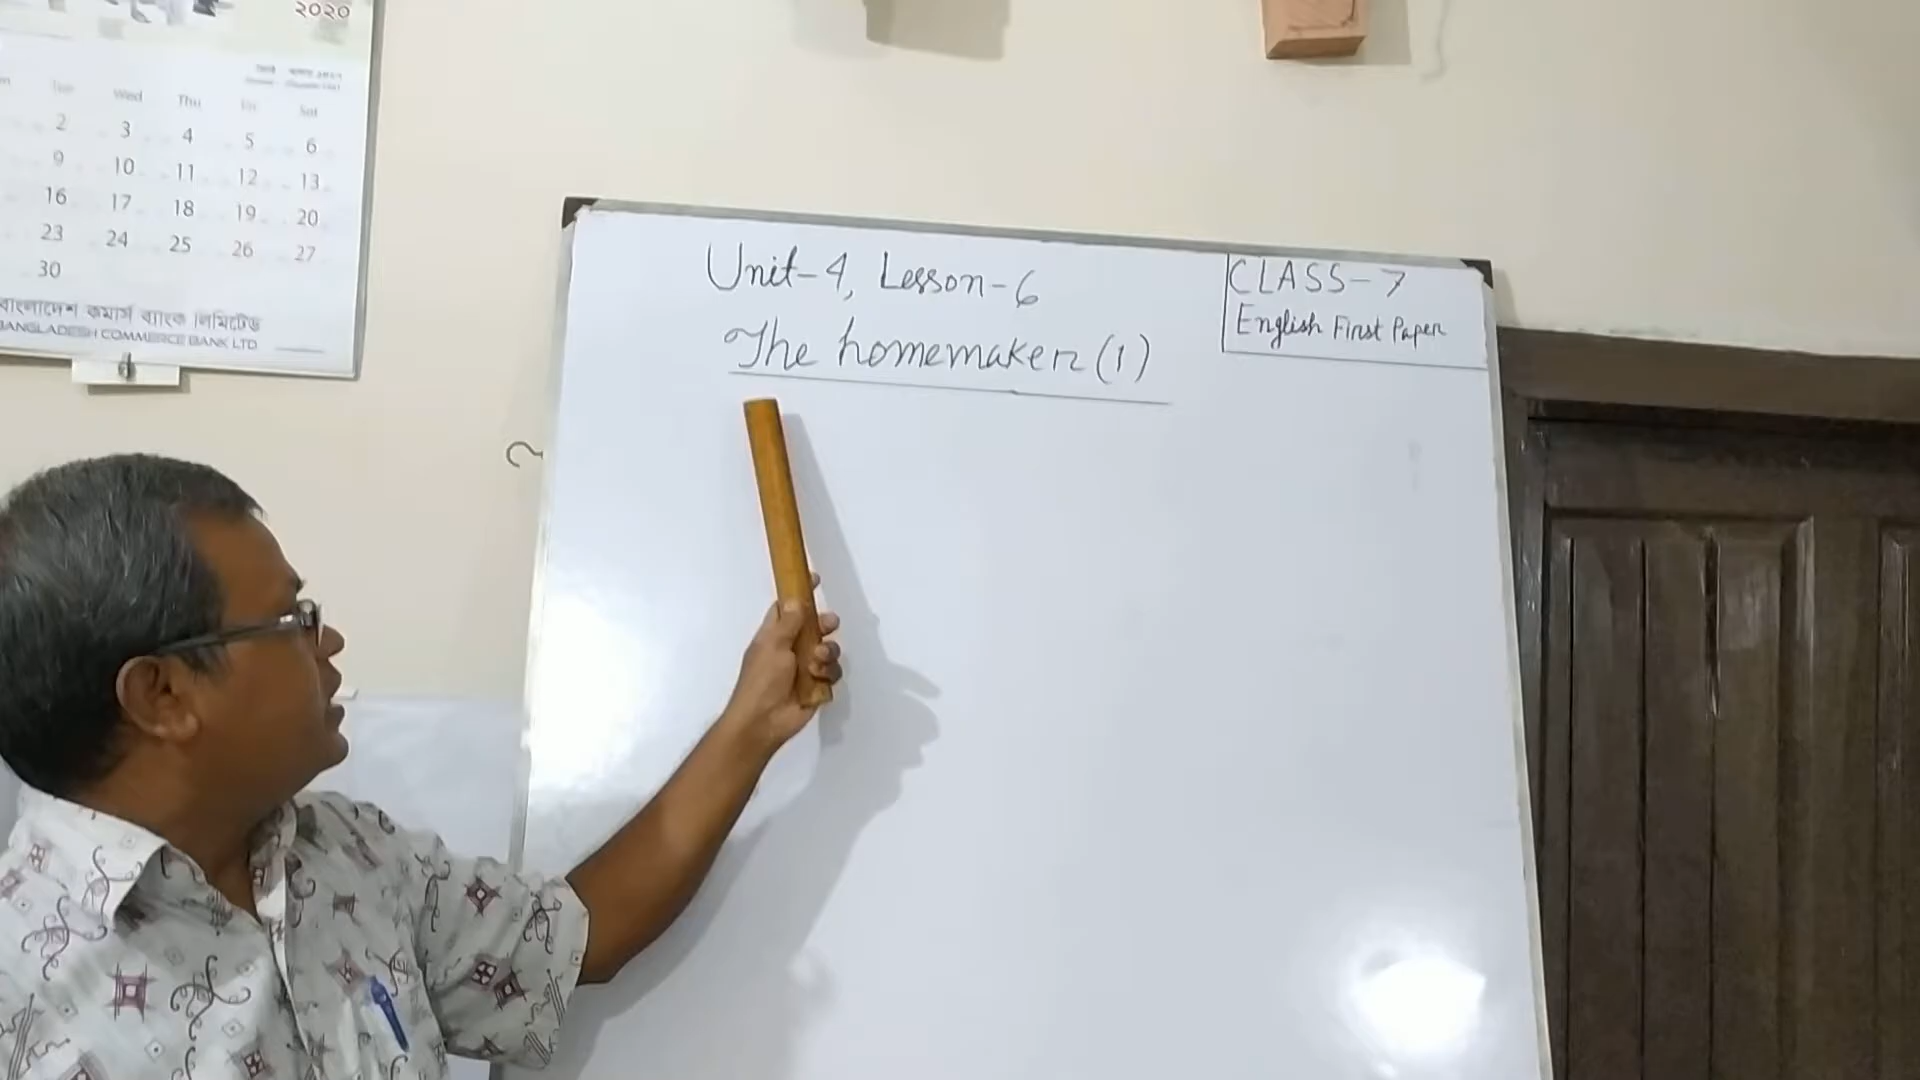 ২০২০
Tue Wed Thu Fri Sat
2 3 4 5 6
9 10 11 12 13
16 17 18 19 20
23 24 25 26 27
30
বাংলাদেশ কমার্স ব্যাংক লিমিটেড
BANGLADESH COMMERCE BANK LTD
Unit-4, Lesson-6
The homemaker (1)
CLASS-7
English First Paper